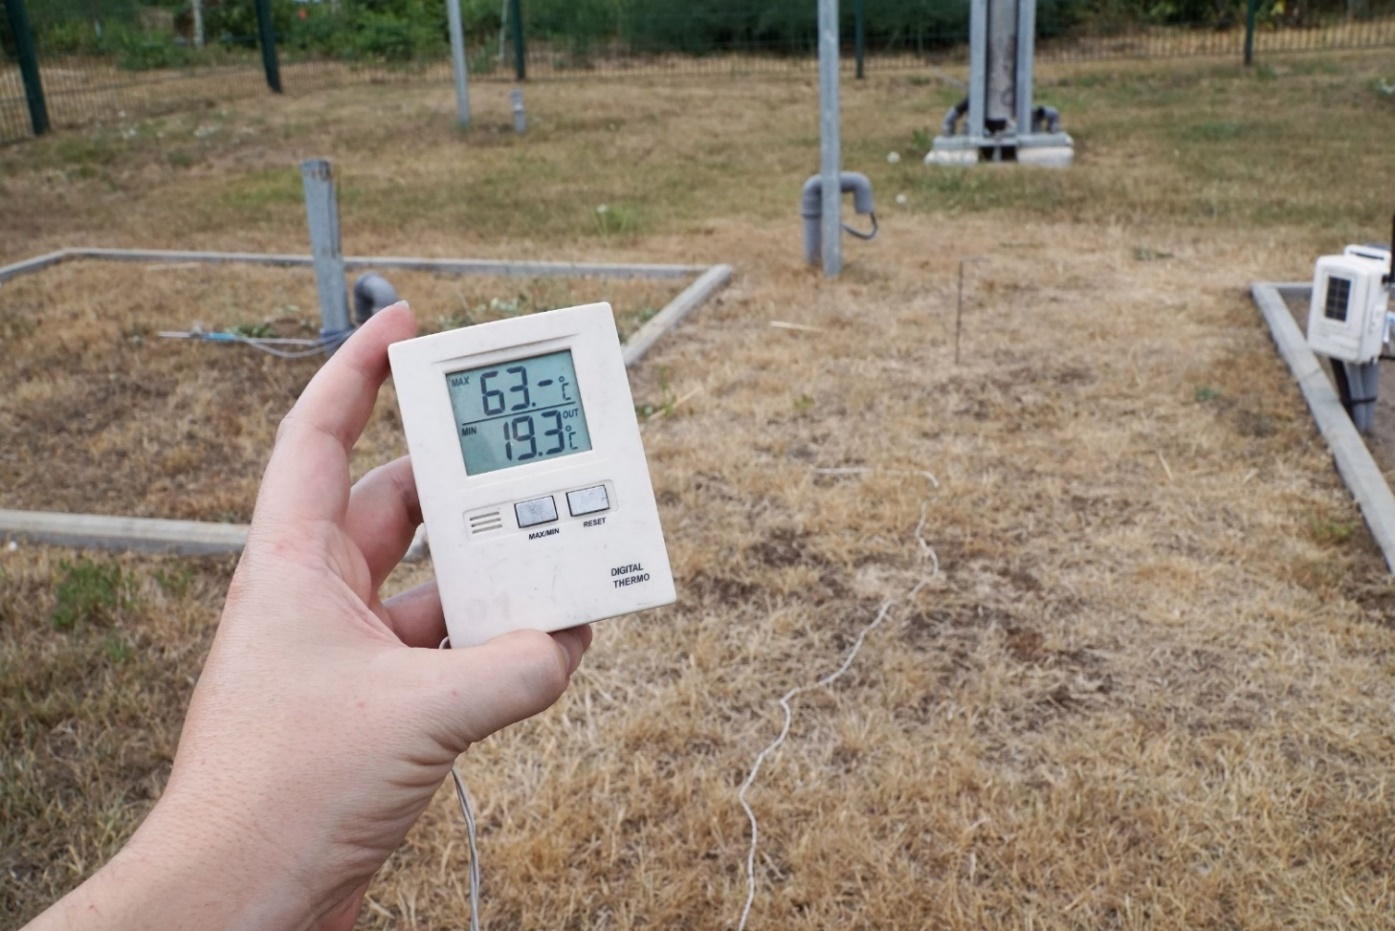 MAX 63.-°C
MIN 19.3°C OUT
MAX/MIN RESET
DIGITAL
THERMO